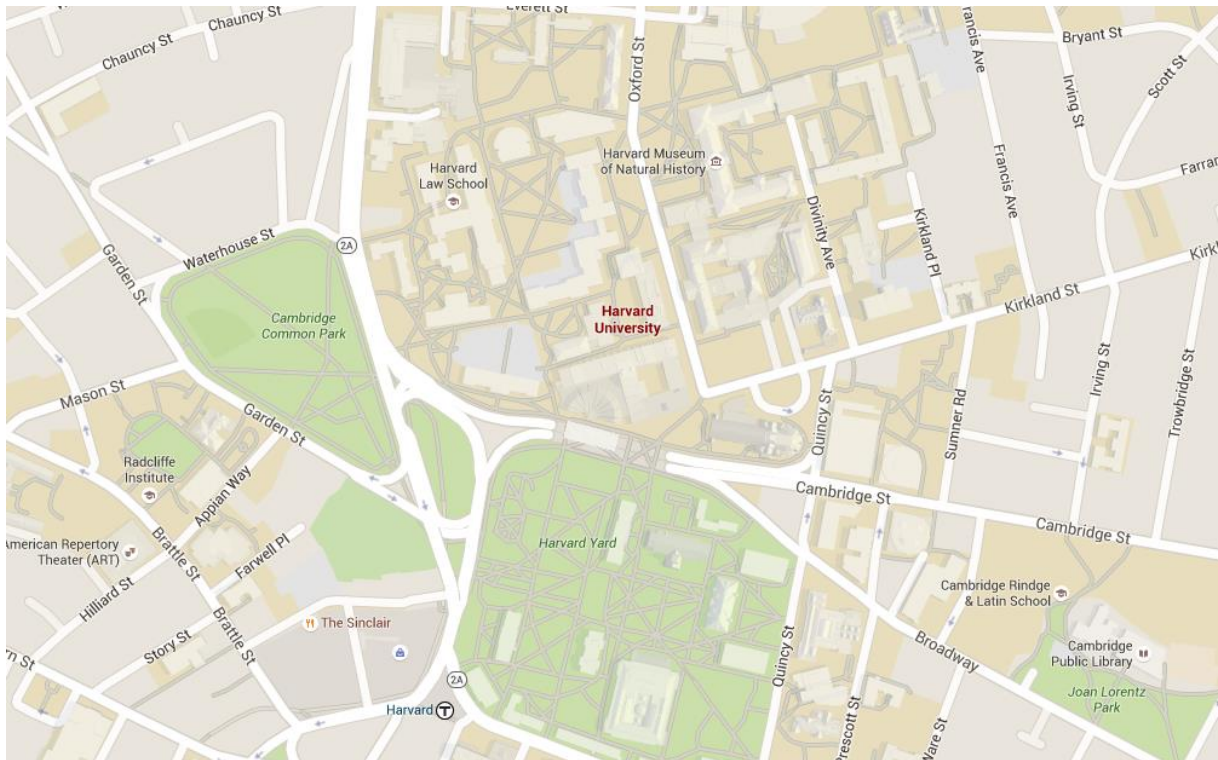 Chauncy St
Everett St
Chauncy St
Oxford St
Francis Ave
Bryant St
Irving St
Scott St
Harvard
Law School
Harvard Museum
of Natural History
Divinity Ave
Kirkland Pl
Francis Ave
Farrar
Waterhouse St
Garden St
2A
Kirkland St
Cambridge
Common Park
Harvard
University
Mason St
Garden St
Quincy St
Sumner Rd
Irving St
Trowbridge St
Radcliffe
Institute
Appian Way
Cambridge St
Cambridge St
Harvard Yard
American Repertory
Theater (ART)
Brattle St
Farwell Pl
Hilliard St
Cambridge Rindge
& Latin School
The Sinclair
Story St
Brattle St
Quincy St
Broadway
Cambridge
Public Library
Joan Lorentz
Park
rn St
2A
Harvard T
Prescott St
Ware St